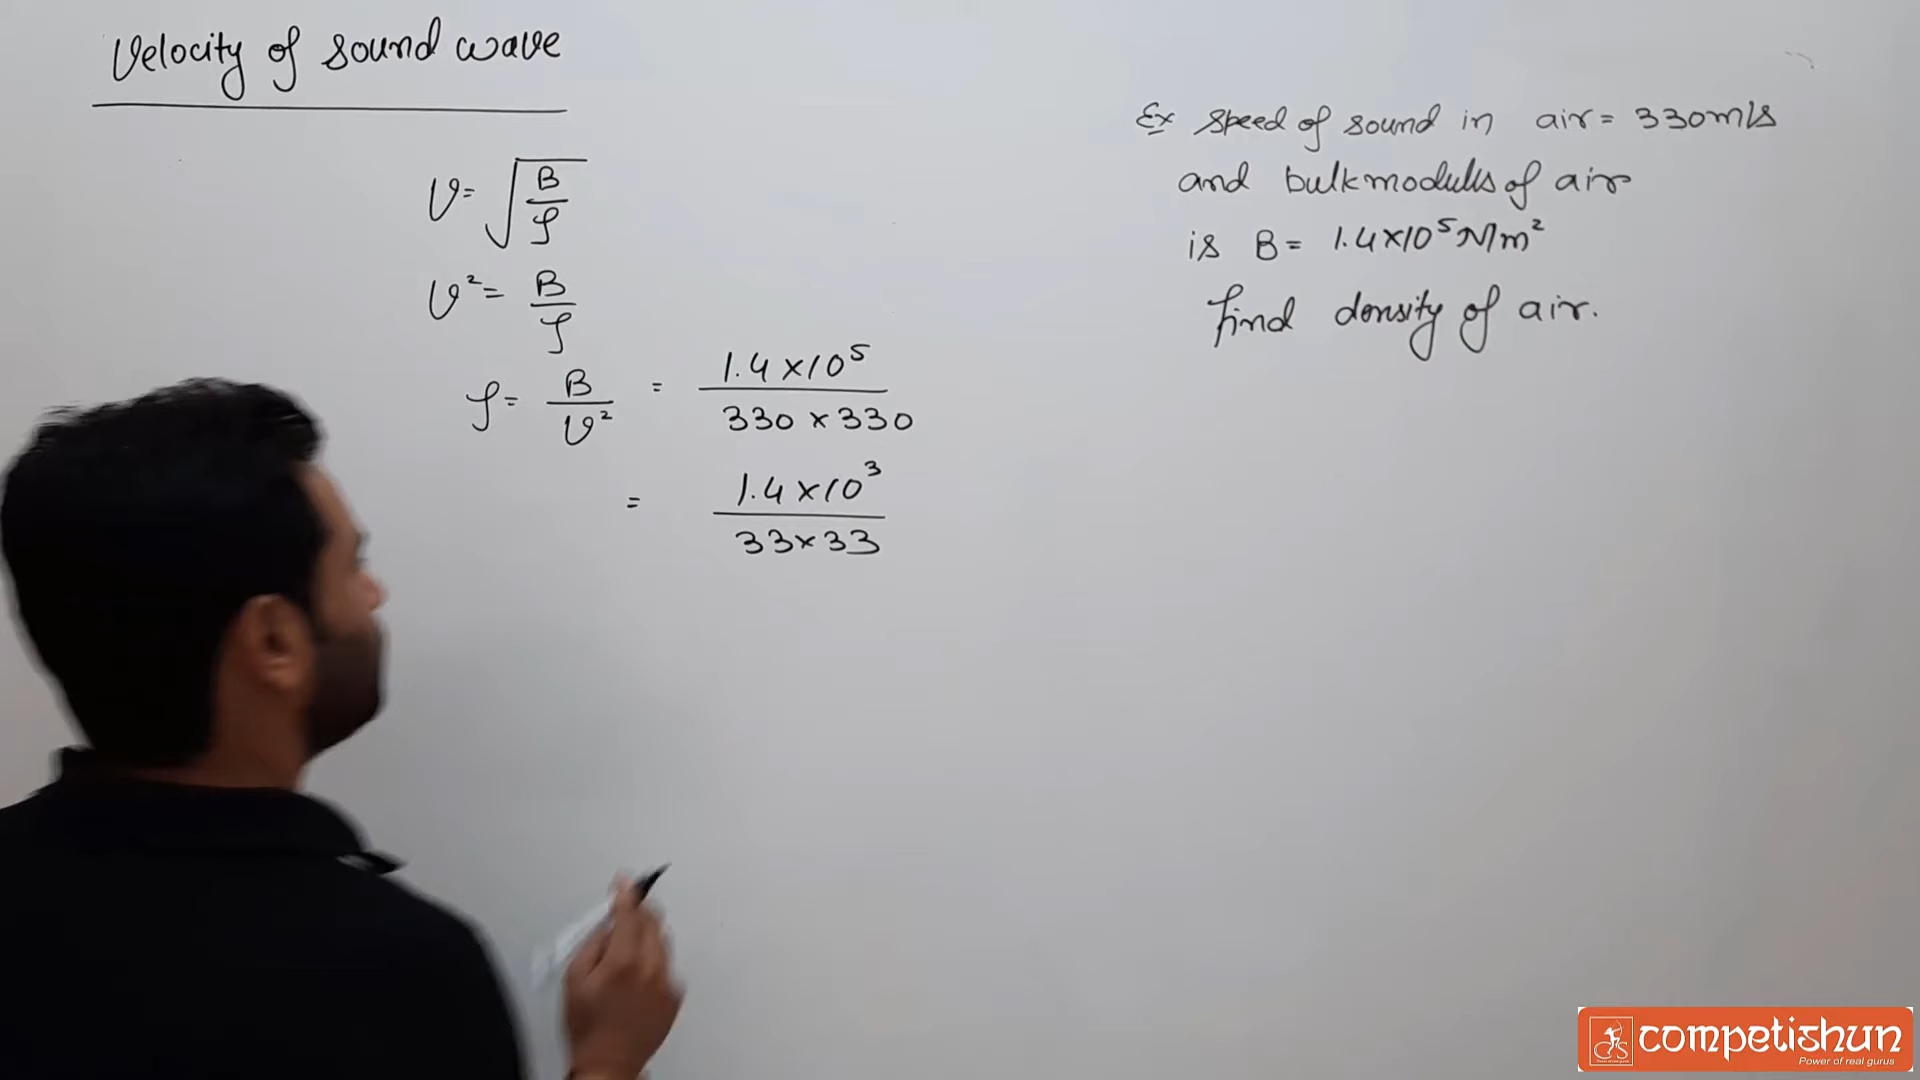 Velocity of sound wave
v = √(B/ρ)
v² = B/ρ
ρ = B/v² = 1.4×10⁵ / 330×330
= 1.4×10³ / 33×33
Ex speed of sound in air = 330m/s
and bulk modulus of air
is B = 1.4×10⁵ N/m²
find density of air.
competishun
Power of real gurus